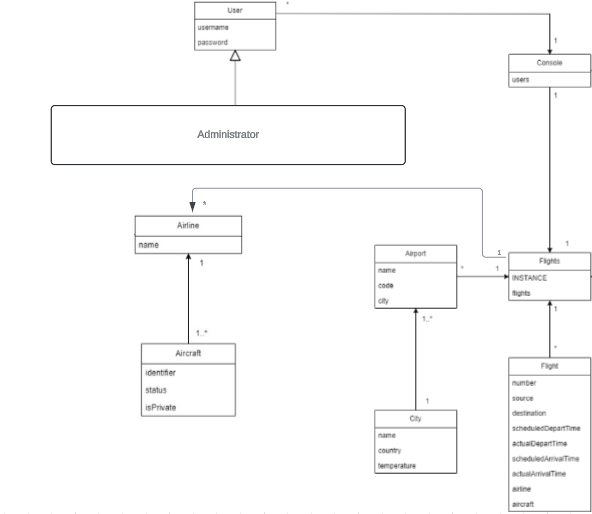 User
*
username
password
1
Console
users
1
Administrator
*
Airline
name
1
1
1
Flights
INSTANCE
flights
Airport
name
code
city
*
1
1
1..*
1..*
*
Aircraft
identifier
status
isPrivate
1
City
name
country
temperature
Flight
number
source
destination
scheduledDepartTime
actualDepartTime
scheduledArrivalTime
actualArrivalTime
airline
aircraft